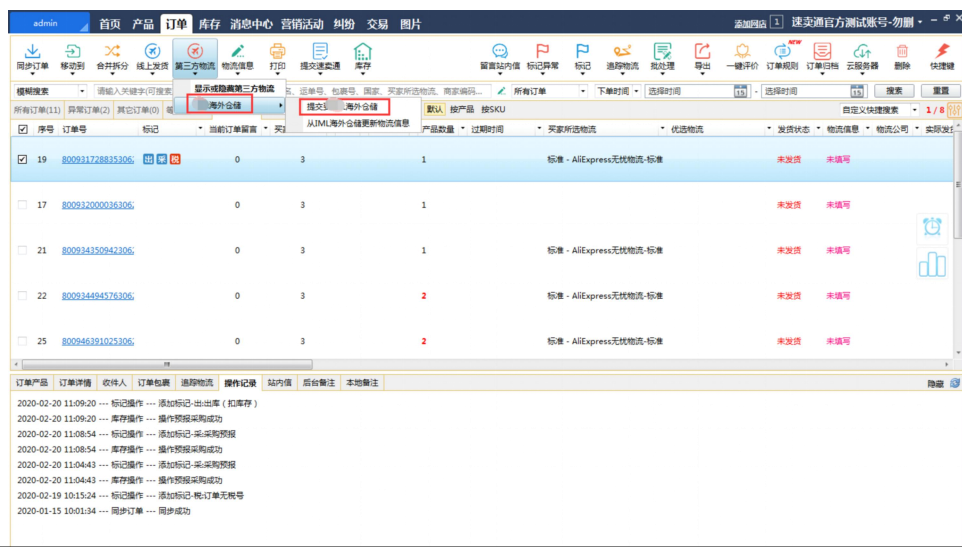 admin 首页 产品 订单 库存 消息中心 营销活动 纠纷 交易 图片 添加网店 1 速卖通官方测试账号-勿删
同步订单 移动到 合并拆分 线上发货 第三方物流 物流信息 打印 提交速卖通 库存 留言站内信 标记异常 标记 追踪物流 批处理 导出 一键评价 NEW 订单规则 订单归档 云服务器 删除 快捷键
模糊搜索 请输入关键字(可搜索 名、运单号、包裹号、国家、买家所选物流、商家编码... 所有订单 下单时间 选择时间 15 - 选择时间 15 搜索 重置
显示或隐藏第三方物流
海外仓储
提交到 海外仓储
从IML海外仓储更新物流信息
所有订单(11) 异常订单(2) 其它订单(0) 默认 按产品 按SKU 自定义快捷搜索 1 / 8
序号 订单号 标记 当前订单留言 产品数量 过期时间 买家所选物流 优选物流 发货状态 物流信息 物流公司 实际发
19 800931728835306 出 采 税 0 3 1 标准 - AliExpress无忧物流-标准 未发货 未填写
17 800932000036306 0 3 1 未发货 未填写
21 800934350942306 0 3 1 标准 - AliExpress无忧物流-标准 未发货 未填写
22 800934494576306 0 3 2 标准 - AliExpress无忧物流-标准 未发货 未填写
25 800946391025306 0 3 2 标准 - AliExpress无忧物流-标准 未发货 未填写
订单产品 订单详情 收件人 订单包裹 追踪物流 操作记录 站内信 后台备注 本地备注 隐藏
2020-02-20 11:09:20 --- 标记操作 --- 添加标记-出:出库（扣库存）
2020-02-20 11:09:20 --- 库存操作 --- 操作预报采购成功
2020-02-20 11:08:54 --- 标记操作 --- 添加标记-采:采购预报
2020-02-20 11:08:54 --- 库存操作 --- 操作预报采购成功
2020-02-20 11:04:43 --- 标记操作 --- 添加标记-采:采购预报
2020-02-20 11:04:43 --- 库存操作 --- 操作预报采购成功
2020-02-19 10:15:24 --- 标记操作 --- 添加标记-税:订单无税号
2020-01-15 10:01:34 --- 同步订单 --- 同步成功